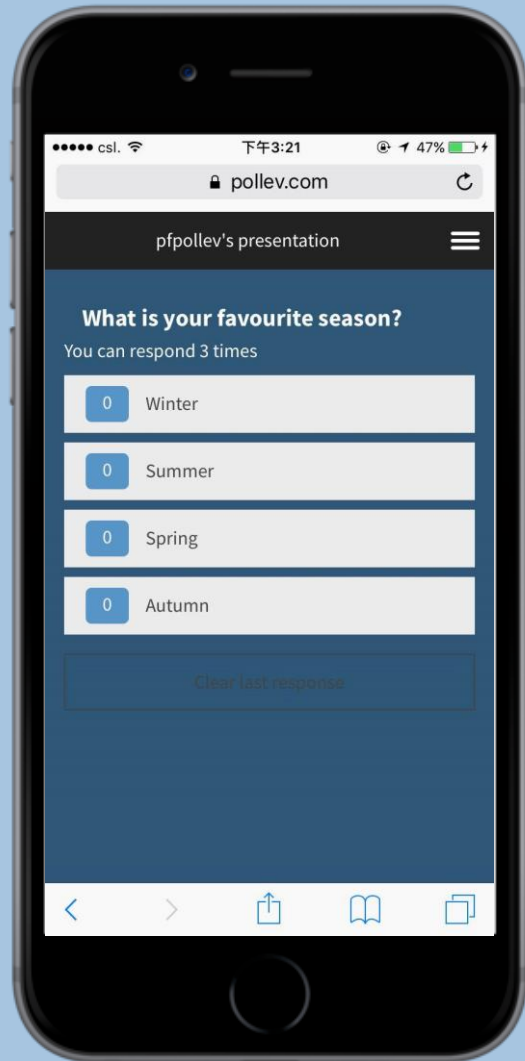 csl. 下午3:21 47%
pollev.com
pfpollev's presentation
What is your favourite season?
You can respond 3 times
0 Winter
0 Summer
0 Spring
0 Autumn
Clear last response